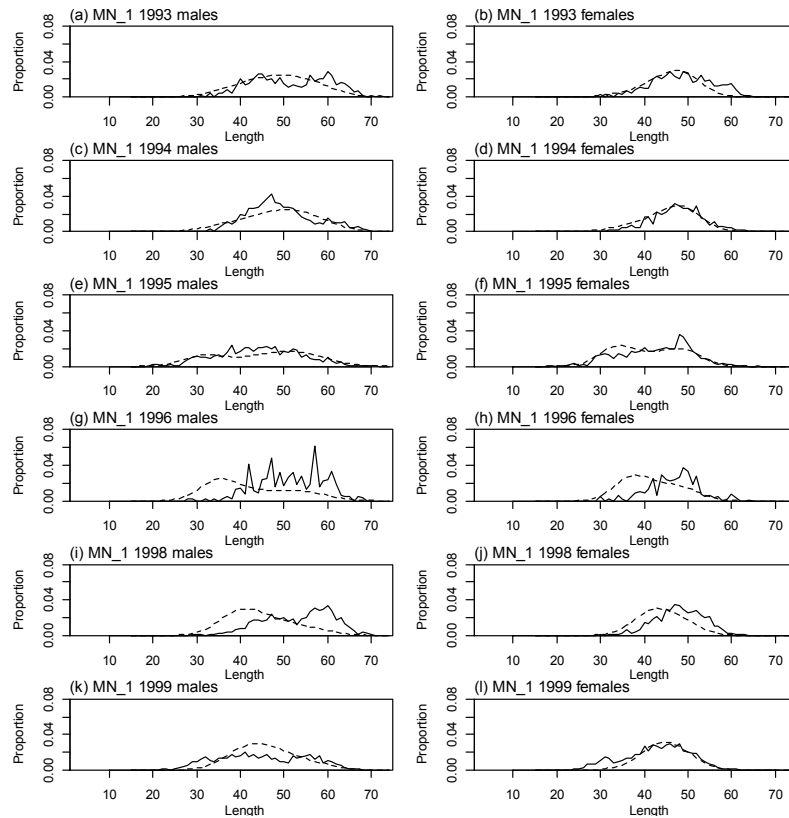 (a) MN_1 1993 males
(b) MN_1 1993 females
Proportion
0.00 0.04 0.08
10 20 30 40 50 60 70
Length
Proportion
0.00 0.04 0.08
10 20 30 40 50 60 70
Length
(c) MN_1 1994 males
(d) MN_1 1994 females
Proportion
0.00 0.04 0.08
10 20 30 40 50 60 70
Length
Proportion
0.00 0.04 0.08
10 20 30 40 50 60 70
Length
(e) MN_1 1995 males
(f) MN_1 1995 females
Proportion
0.00 0.04 0.08
10 20 30 40 50 60 70
Length
Proportion
0.00 0.04 0.08
10 20 30 40 50 60 70
Length
(g) MN_1 1996 males
(h) MN_1 1996 females
Proportion
0.00 0.04 0.08
10 20 30 40 50 60 70
Length
Proportion
0.00 0.04 0.08
10 20 30 40 50 60 70
Length
(i) MN_1 1998 males
(j) MN_1 1998 females
Proportion
0.00 0.04 0.08
10 20 30 40 50 60 70
Length
Proportion
0.00 0.04 0.08
10 20 30 40 50 60 70
Length
(k) MN_1 1999 males
(l) MN_1 1999 females
Proportion
0.00 0.04 0.08
10 20 30 40 50 60 70
Length
Proportion
0.00 0.04 0.08
10 20 30 40 50 60 70
Length